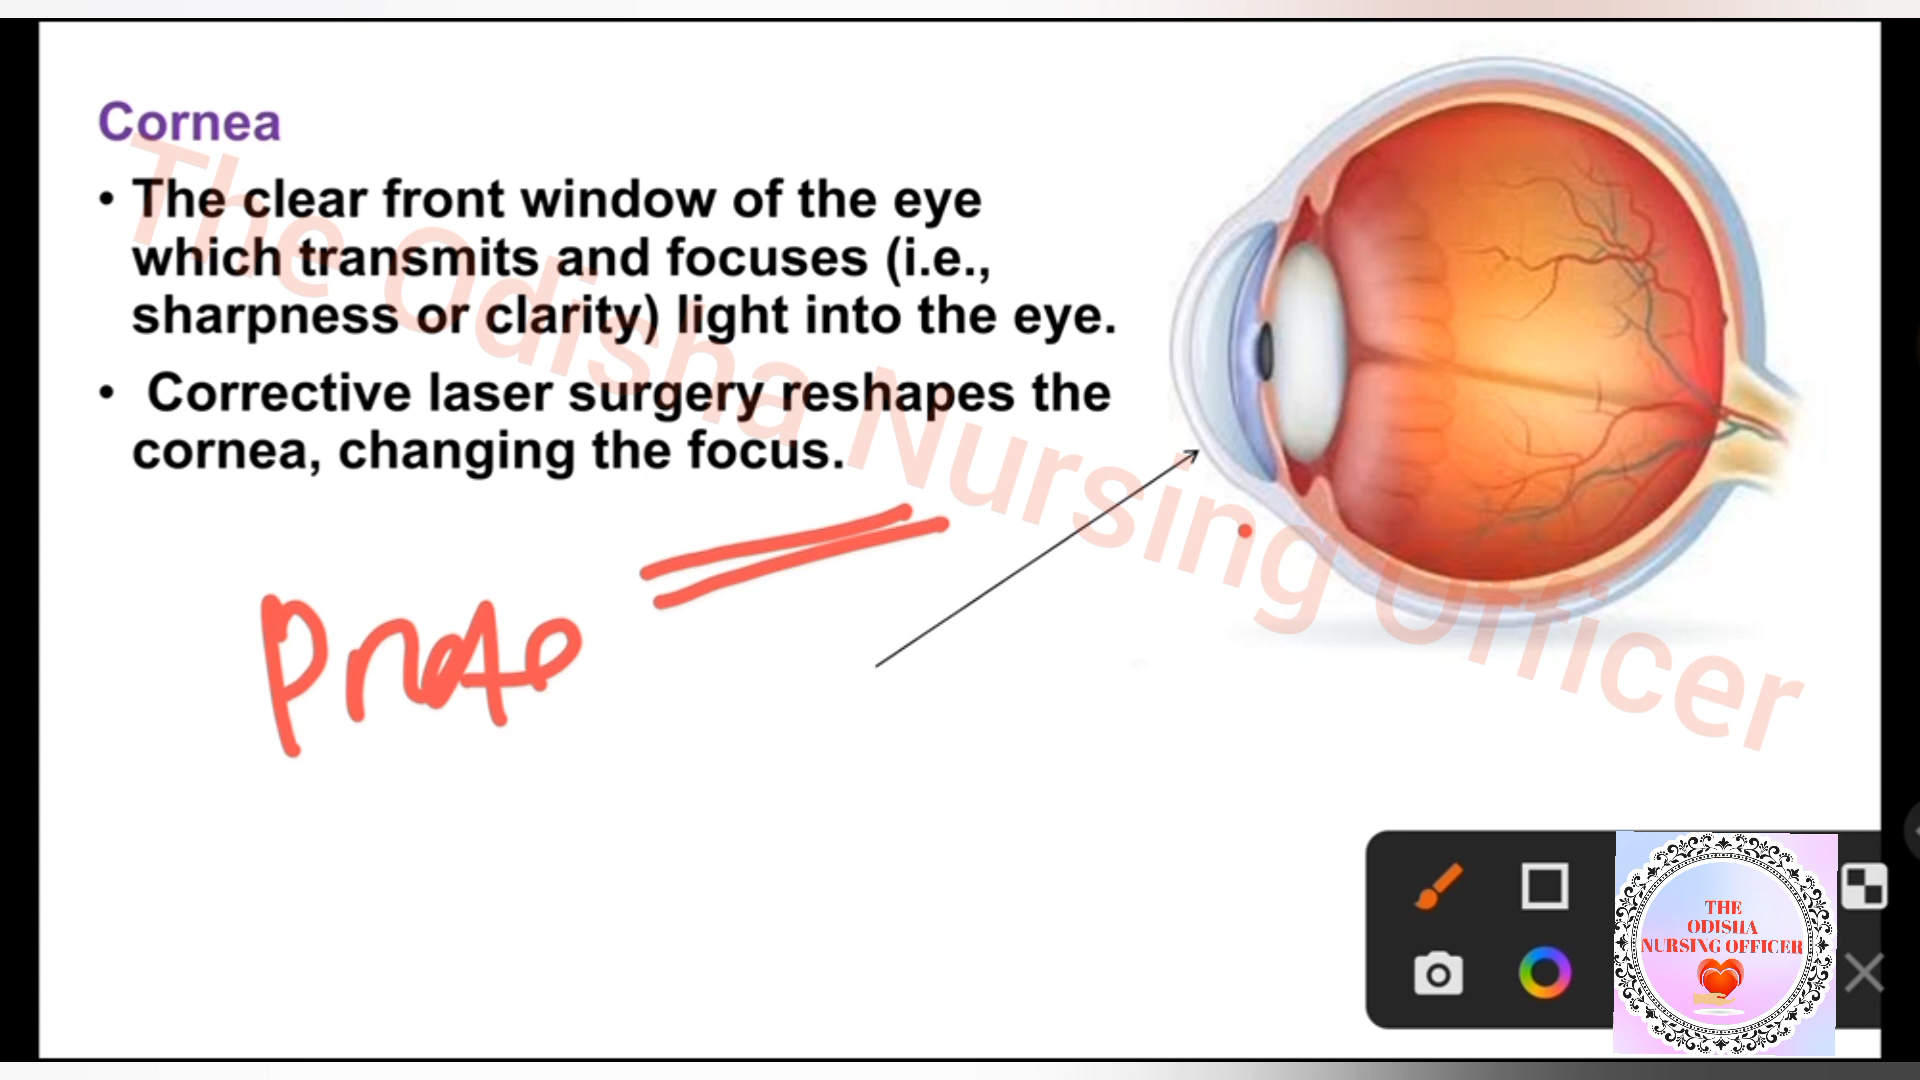 Cornea
• The clear front window of the eye
which transmits and focuses (i.e.,
sharpness or clarity) light into the eye.
• Corrective laser surgery reshapes the
cornea, changing the focus.
The Odisha Nursing Officer
THE
ODISHA
NURSING OFFICER